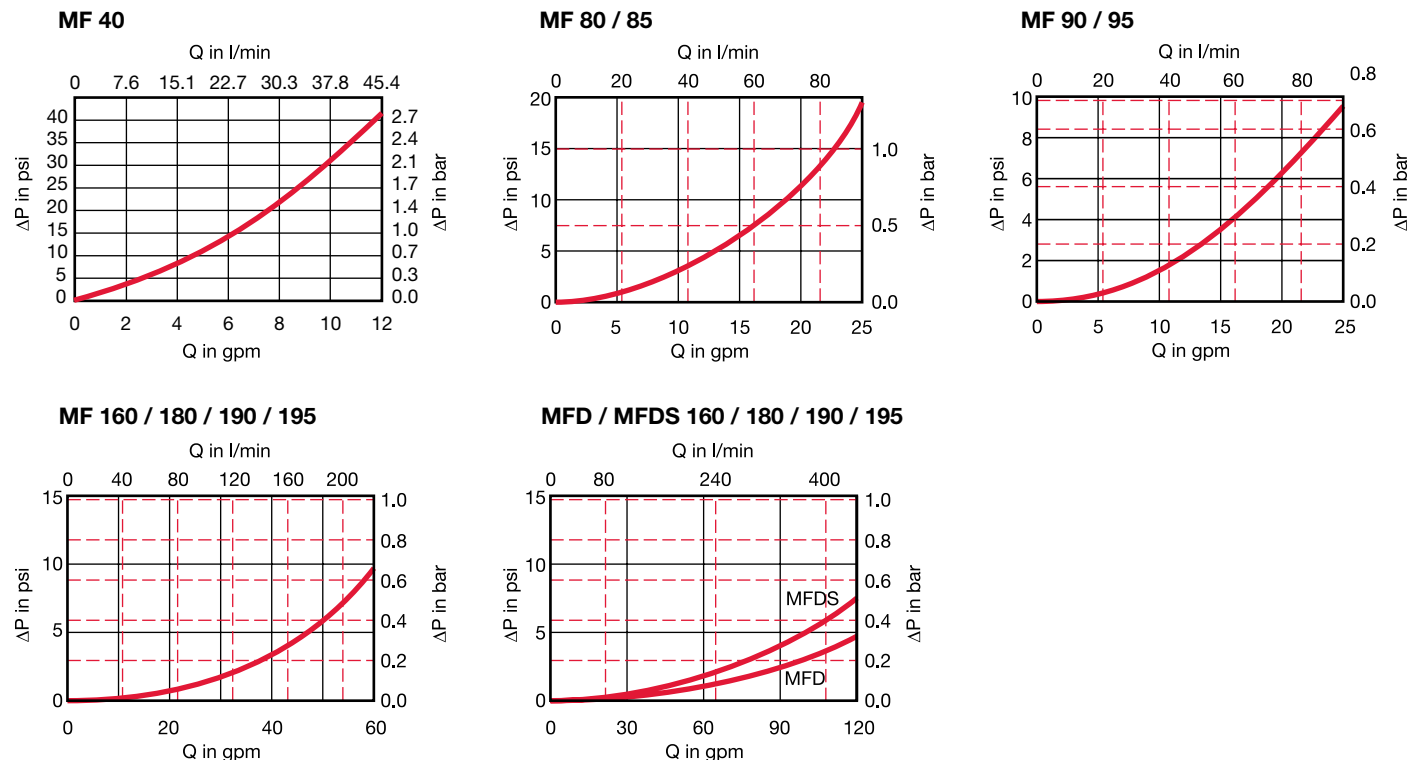 MF 40
Q in l/min
0 7.6 15.1 22.7 30.3 37.8 45.4
40
35
30
25
20
15
10
5
0
ΔP in psi
2.7
2.4
2.1
1.7
1.4
1.0
0.7
0.3
0.0
ΔP in bar
0 2 4 6 8 10 12
Q in gpm
MF 80 / 85
Q in l/min
0 20 40 60 80
20
15
10
5
0
ΔP in psi
1.0
0.5
0.0
ΔP in bar
0 5 10 15 20 25
Q in gpm
MF 90 / 95
Q in l/min
0 20 40 60 80
10
8
6
4
2
0
ΔP in psi
0.8
0.6
0.4
0.2
0.0
ΔP in bar
0 5 10 15 20 25
Q in gpm
MF 160 / 180 / 190 / 195
Q in l/min
0 40 80 120 160 200
15
10
5
0
ΔP in psi
1.0
0.8
0.6
0.4
0.2
0.0
ΔP in bar
0 20 40 60
Q in gpm
MFD / MFDS 160 / 180 / 190 / 195
Q in l/min
0 80 240 400
15
10
5
0
ΔP in psi
MFDS
MFD
1.0
0.8
0.6
0.4
0.2
0.0
ΔP in bar
0 30 60 90 120
Q in gpm